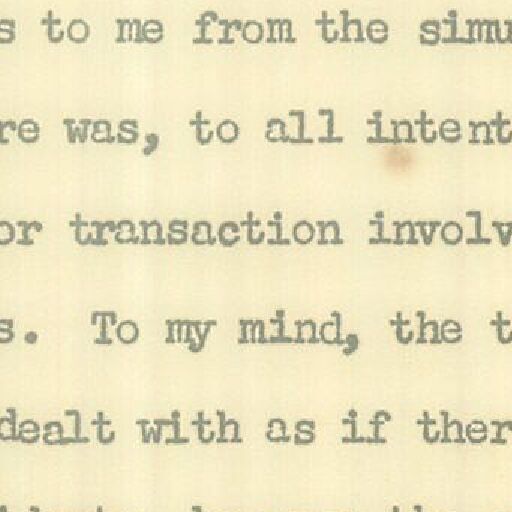 s to me from the simu
re was, to all intent
or transaction involv
s. To my mind, the t
dealt with as if ther